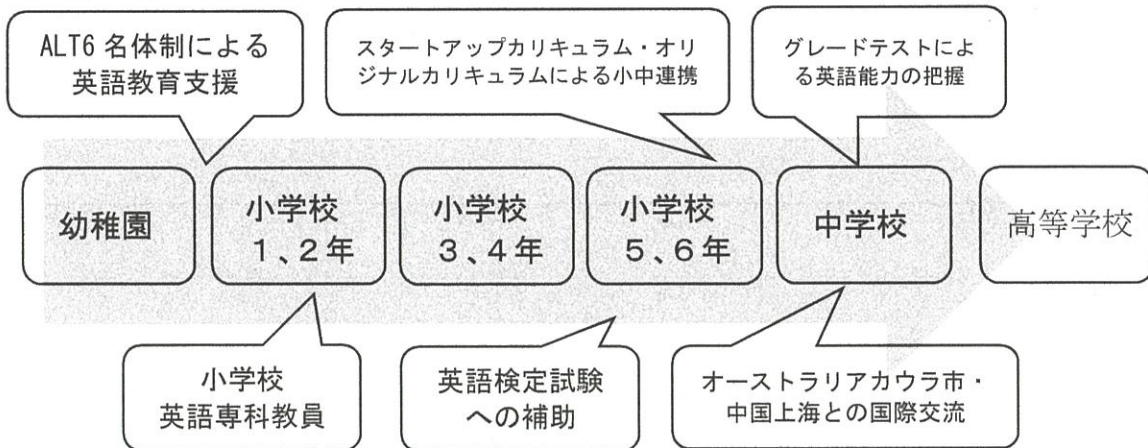 ALT6 名体制による
英語教育支援
スタートアップカリキュラム・オリ
ジナルカリキュラムによる小中連携
グレードテストによ
る英語能力の把握
幼稚園
小学校
1、2年
小学校
3、4年
小学校
5、6年
中学校
高等学校
小学校
英語専科教員
英語検定試験
への補助
オーストラリアカウラ市・
中国上海との国際交流